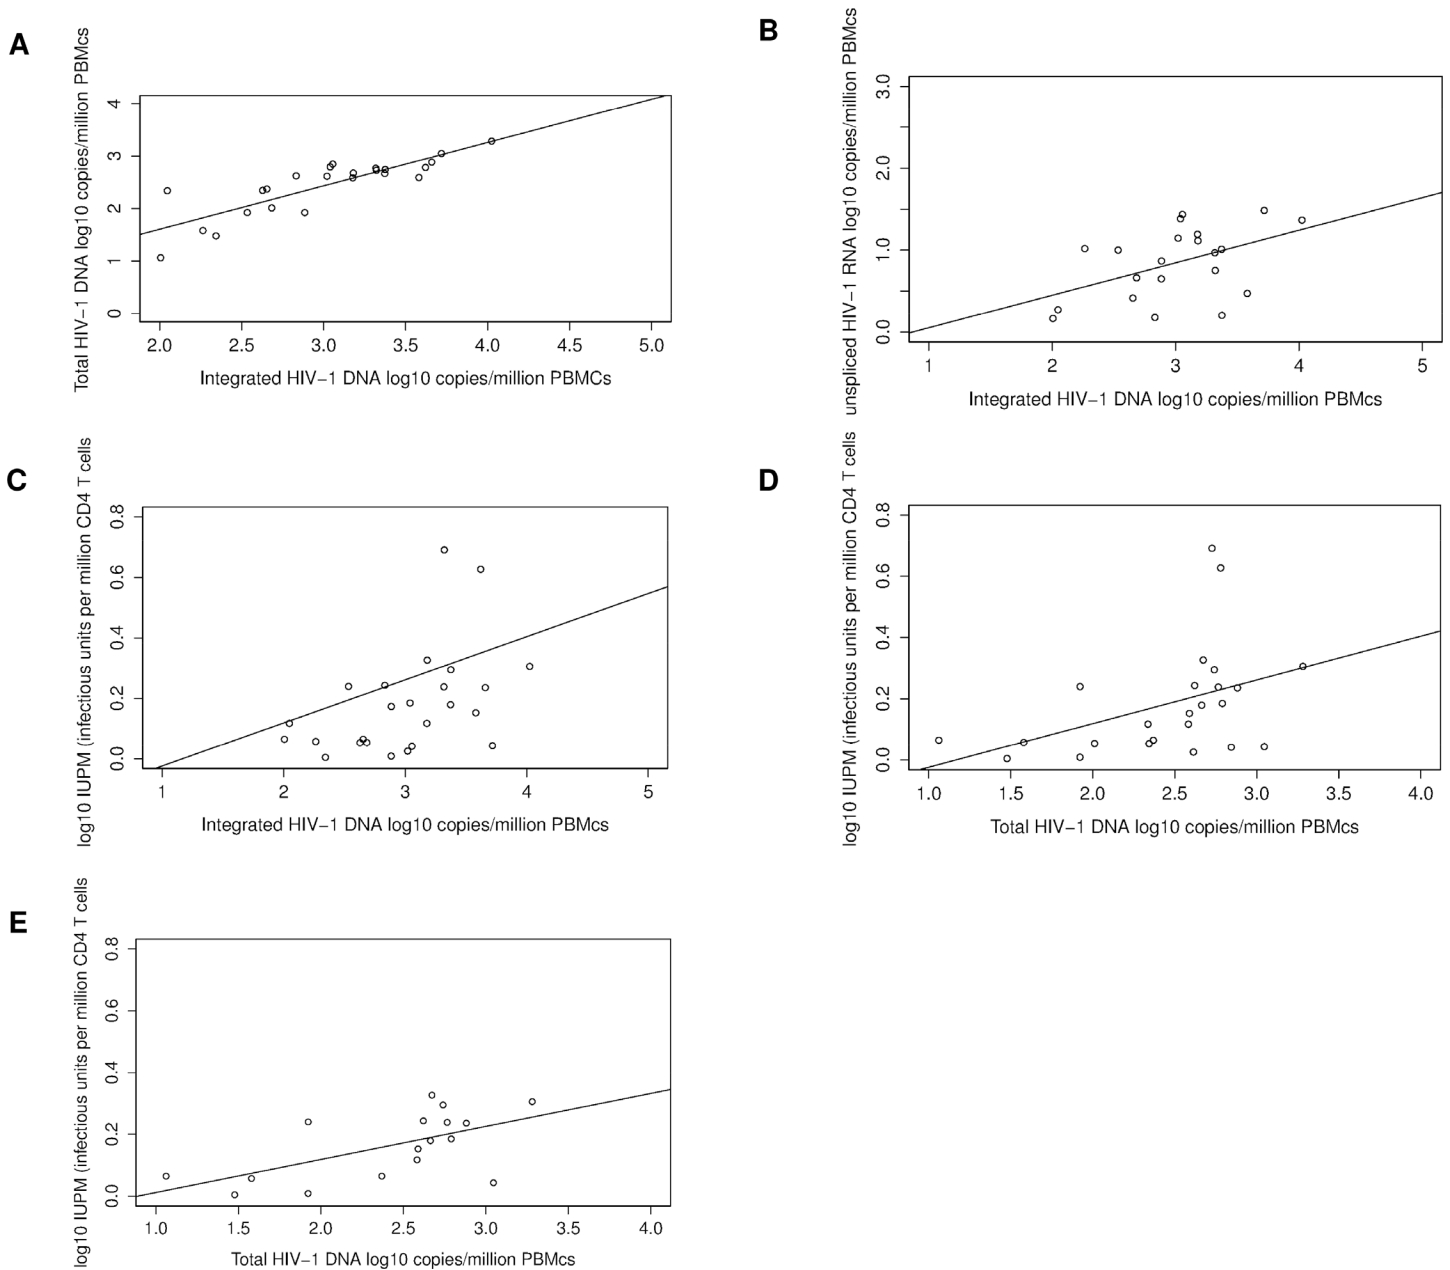 A
Total HIV−1 DNA log10 copies/million PBMcs
4
3
2
1
0
2.0 2.5 3.0 3.5 4.0 4.5 5.0
Integrated HIV−1 DNA log10 copies/million PBMCs
B
unspliced HIV−1 RNA log10 copies/million PBMcs
3.0
2.0
1.0
0.0
1 2 3 4 5
Integrated HIV−1 DNA log10 copies/million PBMcs
C
log10 IUPM (infectious units per million CD4 T cells
0.8
0.6
0.4
0.2
0.0
1 2 3 4 5
Integrated HIV−1 DNA log10 copies/million PBMcs
D
log10 IUPM (infectious units per million CD4 T cells
0.8
0.6
0.4
0.2
0.0
1.0 1.5 2.0 2.5 3.0 3.5 4.0
Total HIV−1 DNA log10 copies/million PBMcs
E
log10 IUPM (infectious units per million CD4 T cells
0.8
0.6
0.4
0.2
0.0
1.0 1.5 2.0 2.5 3.0 3.5 4.0
Total HIV−1 DNA log10 copies/million PBMcs